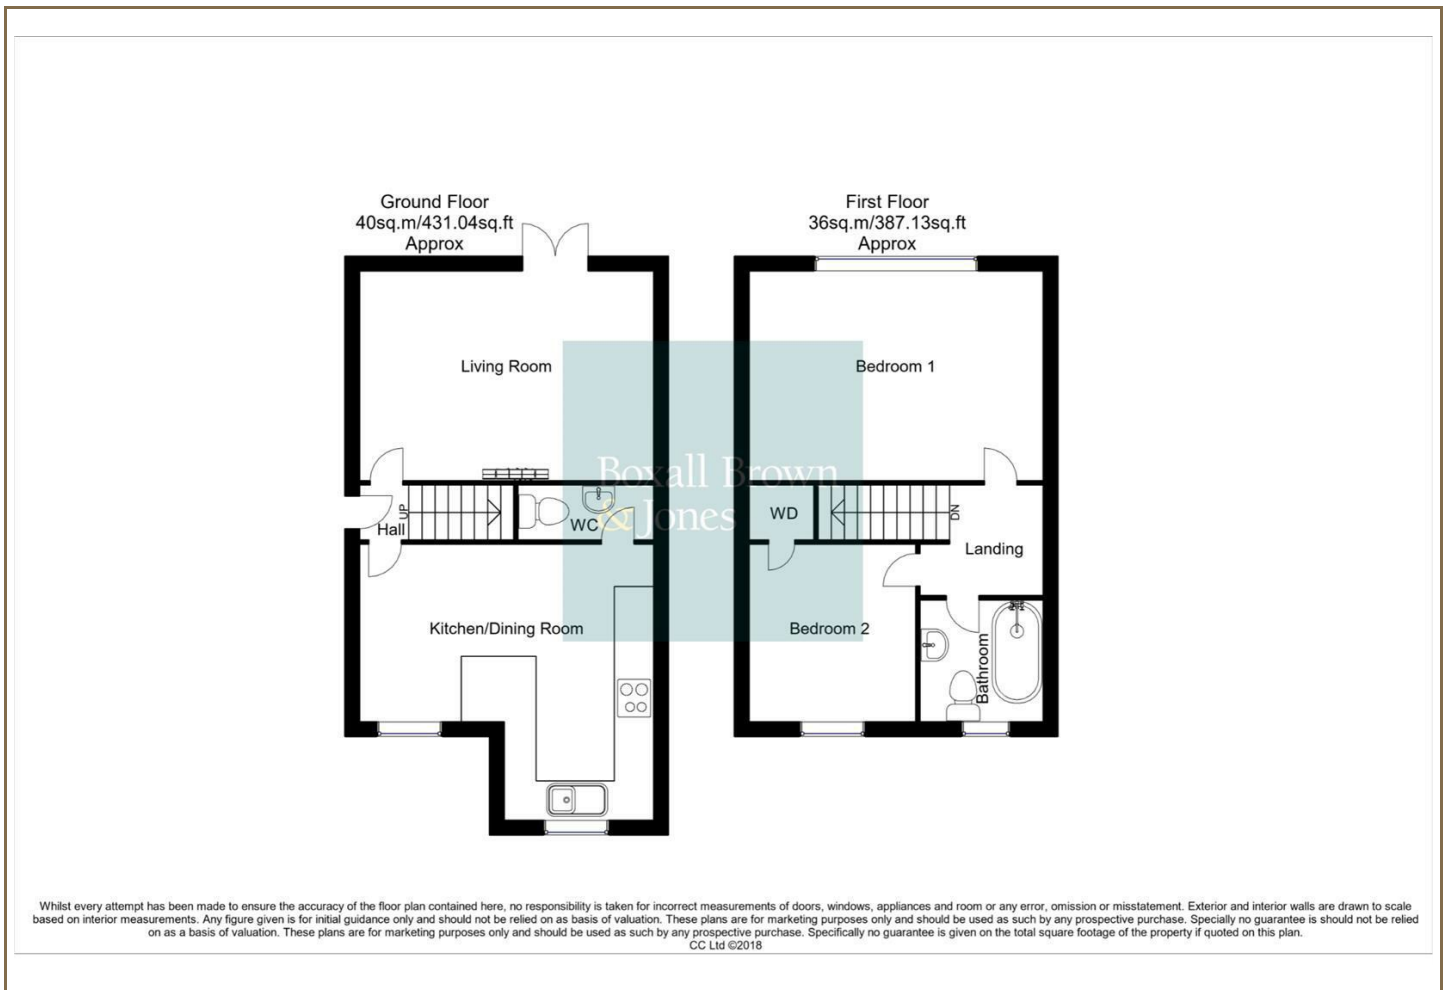 Ground Floor
40sq.m/431.04sq.ft
Approx
First Floor
36sq.m/387.13sq.ft
Approx
Living Room
Bedroom 1
Boxall Brown
& Jones
UP
Hall
WC
WD
DN
Landing
Kitchen/Dining Room
Bedroom 2
Bathroom
Whilst every attempt has been made to ensure the accuracy of the floor plan contained here, no responsibility is taken for incorrect measurements of doors, windows, appliances and room or any error, omission or misstatement. Exterior and interior walls are drawn to scale
based on interior measurements. Any figure given is for initial guidance only and should not be relied on as basis of valuation. These plans are for marketing purposes only and should be used as such by any prospective purchase. Specially no guarantee is should not be relied
on as a basis of valuation. These plans are for marketing purposes only and should be used as such by any prospective purchase. Specifically no guarantee is given on the total square footage of the property if quoted on this plan.
CC Ltd ©2018